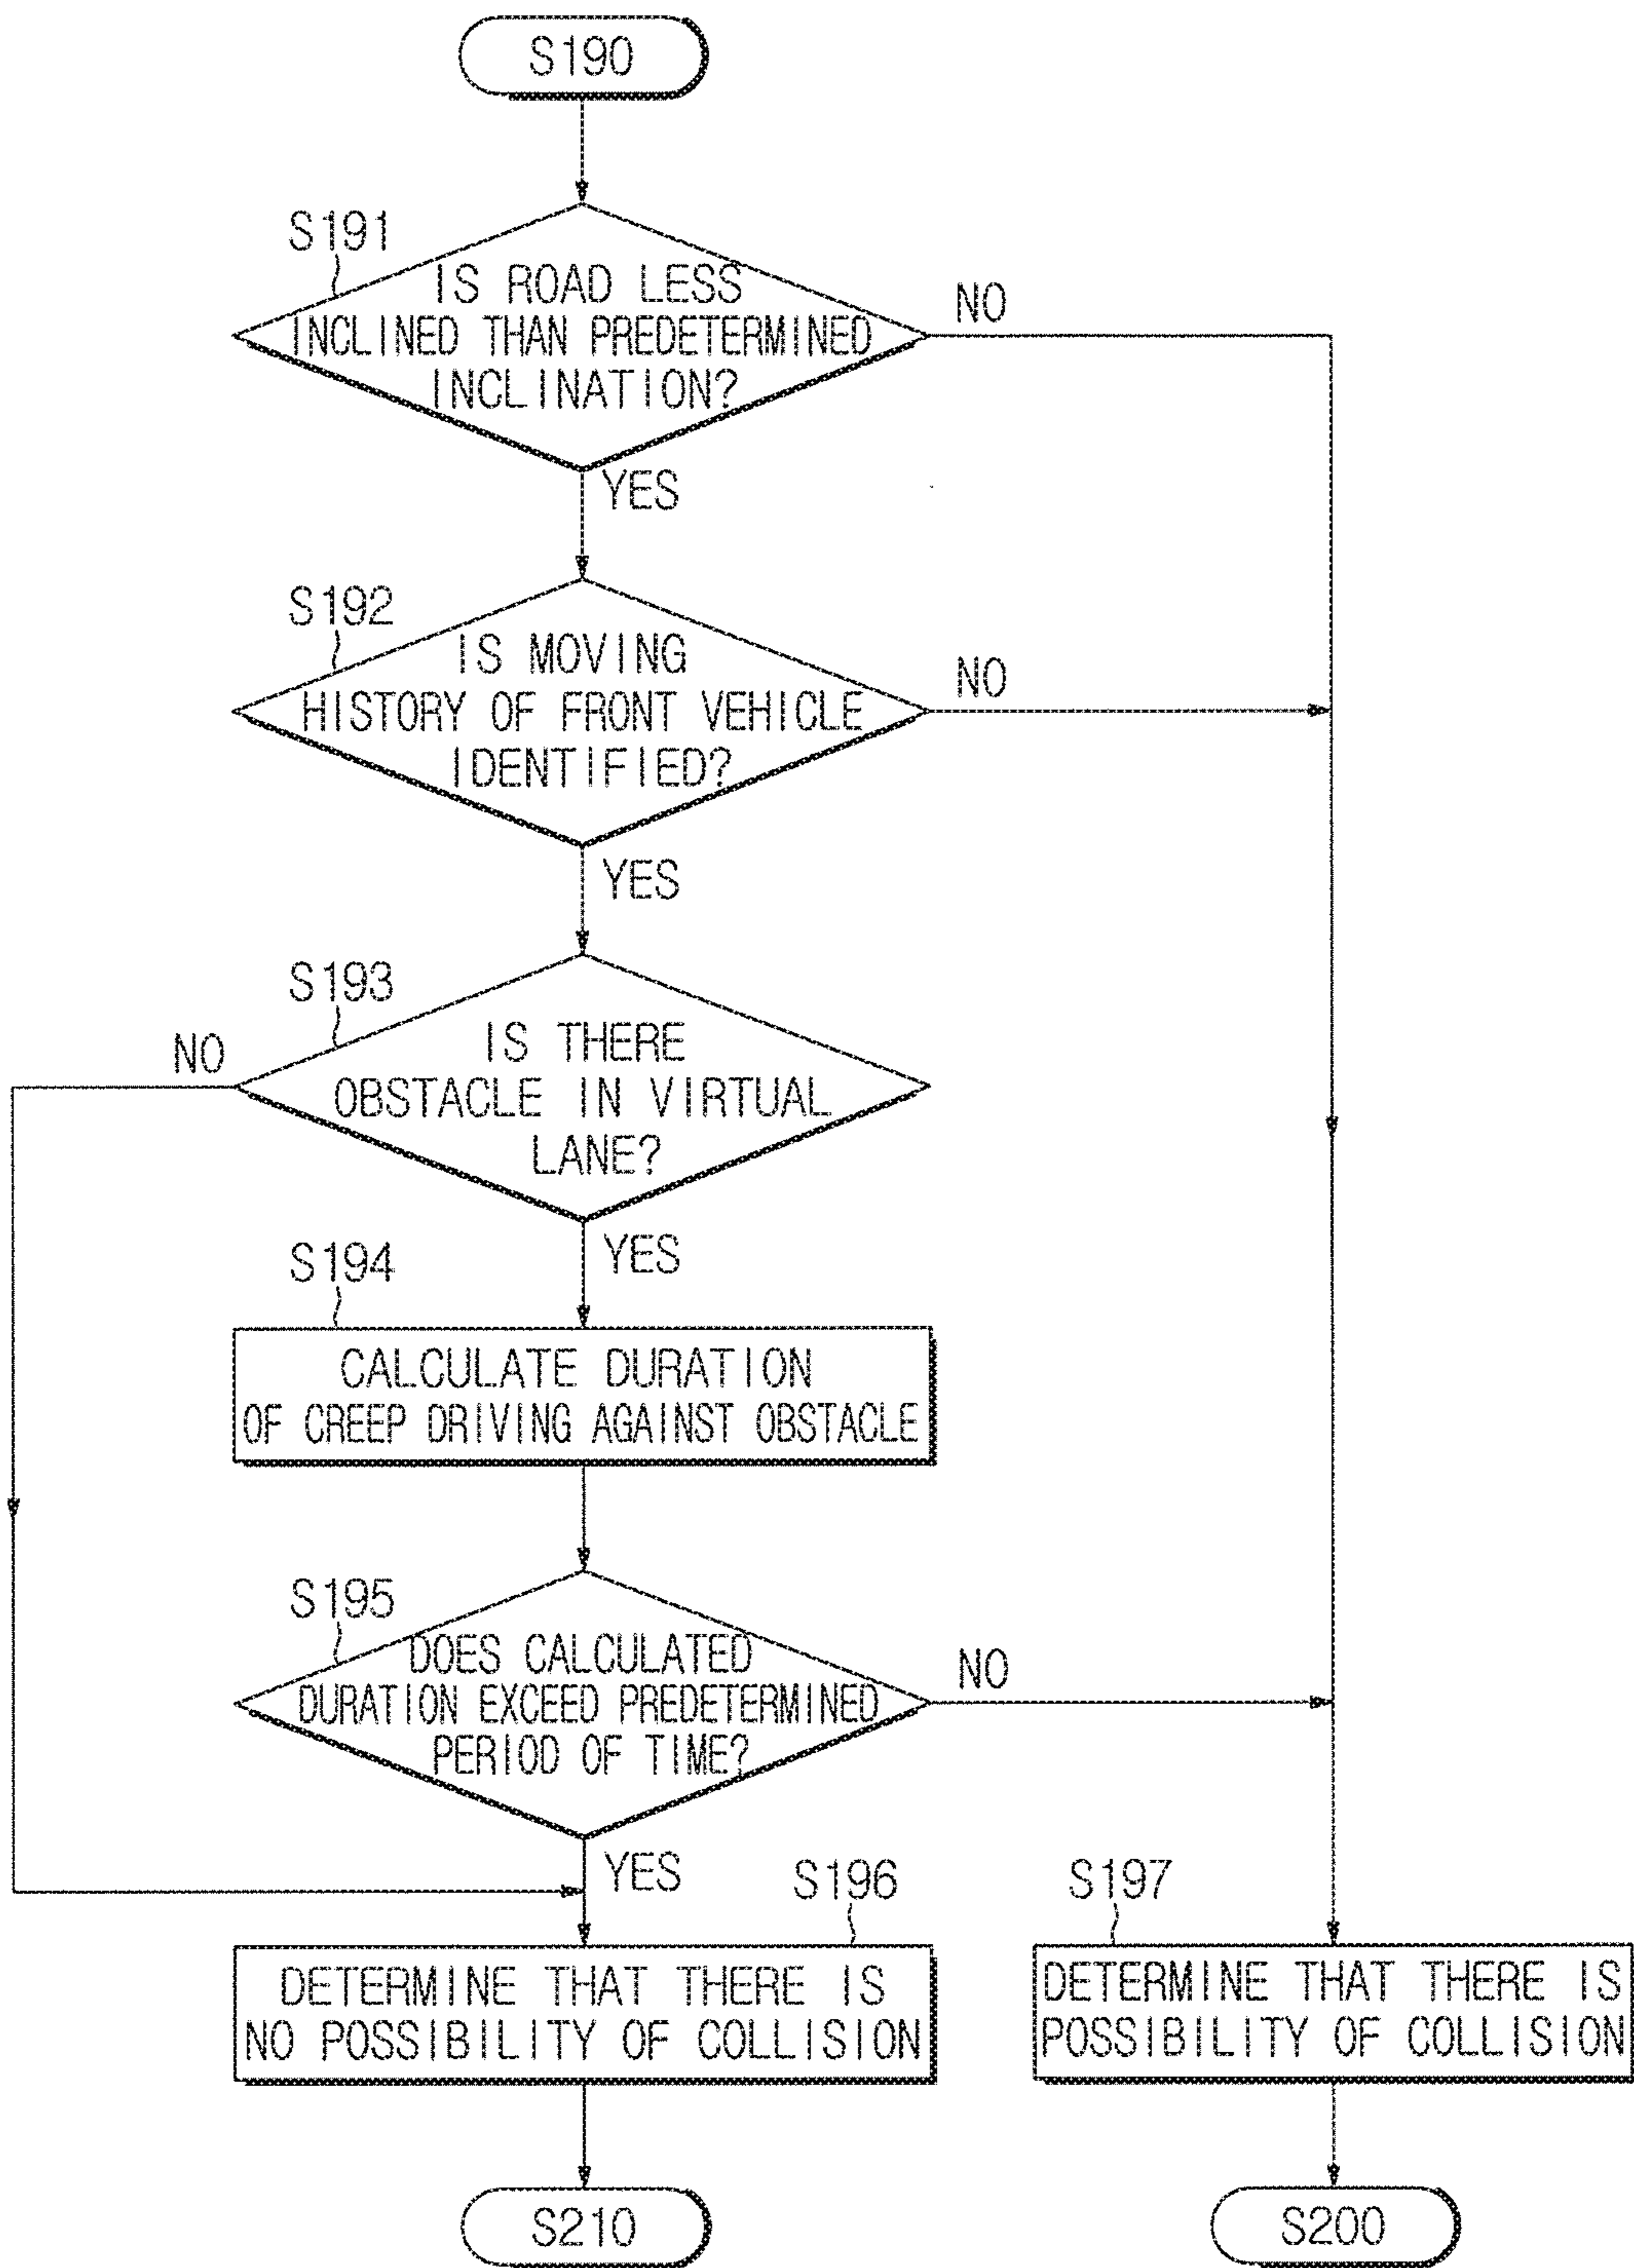 S190
S191
IS ROAD LESS
INCLINED THAN PREDETERMINED
INCLINATION?
NO
YES
S192
IS MOVING
HISTORY OF FRONT VEHICLE
IDENTIFIED?
NO
YES
S193
NO
IS THERE
OBSTACLE IN VIRTUAL
LANE?
YES
S194
CALCULATE DURATION
OF CREEP DRIVING AGAINST OBSTACLE
S195
DOES CALCULATED
DURATION EXCEED PREDETERMINED
PERIOD OF TIME?
NO
YES
S196
DETERMINE THAT THERE IS
NO POSSIBILITY OF COLLISION
S197
DETERMINE THAT THERE IS
POSSIBILITY OF COLLISION
S210
S200